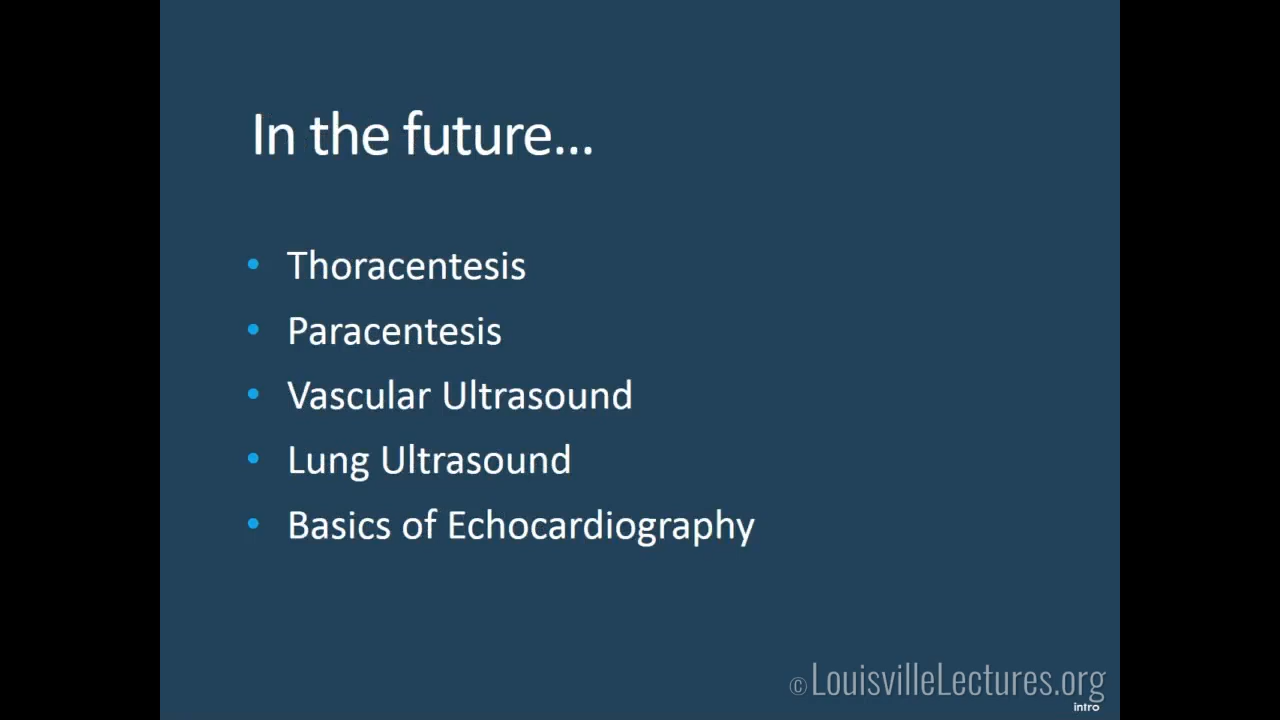 In the future...
• Thoracentesis
• Paracentesis
• Vascular Ultrasound
• Lung Ultrasound
• Basics of Echocardiography
© LouisvilleLectures.org
intro